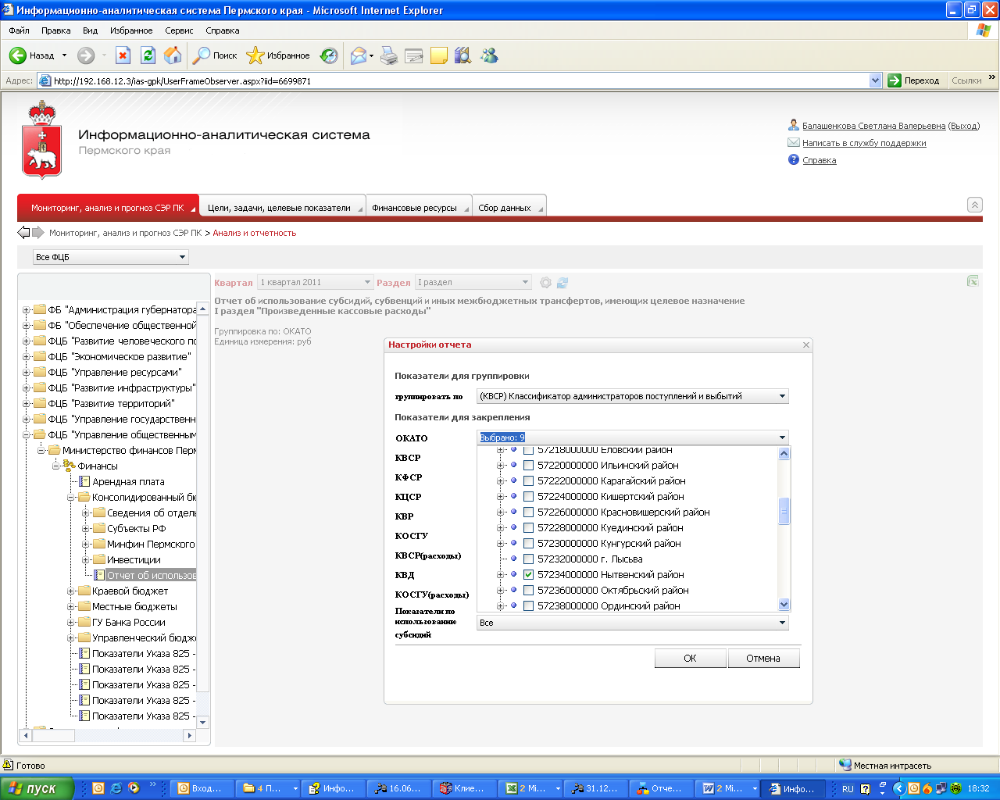 Информационно-аналитическая система Пермского края - Microsoft Internet Explorer
Файл Правка Вид Избранное Сервис Справка
Назад Поиск Избранное
Адрес: http://192.168.12.3/ias-gpk/UserFrameObserver.aspx?iid=6699871 Переход Ссылки
Информационно-аналитическая система
Пермского края
Балашенкова Светлана Валерьевна (Выход)
Написать в службу поддержки
Справка
Мониторинг, анализ и прогноз СЭР ПК Цели, задачи, целевые показатели Финансовые ресурсы Сбор данных
Мониторинг, анализ и прогноз СЭР ПК > Анализ и отчетность
Все ФЦБ
Квартал 1 квартал 2011 Раздел I раздел
Отчет об использование субсидий, субвенций и иных межбюджетных трансфертов, имеющих целевое назначение
I раздел "Произведенные кассовые расходы"
Группировка по: ОКАТО
Единица измерения: руб
ФБ "Администрация губернатора
ФБ "Обеспечение общественной
ФЦБ "Развитие человеческого по
ФЦБ "Экономическое развитие"
ФЦБ "Управление ресурсами"
ФЦБ "Развитие инфраструктуры"
ФЦБ "Развитие территорий"
ФЦБ "Управление государственн
ФЦБ "Управление общественным
Министерство финансов Перм
Финансы
Арендная плата
Консолидированный бю
Сведения об отдель
Субъекты РФ
Минфин Пермского
Инвестиции
Отчет об использов
Краевой бюджет
Местные бюджеты
ГУ Банка России
Управленческий бюдже
Показатели Указа 825 -
Показатели Указа 825 -
Показатели Указа 825 -
Показатели Указа 825 -
Показатели Указа 825 -
Настройки отчета
Показатели для группировки
группировать по (КВСР) Классификатор администраторов поступлений и выбытий
Показатели для закрепления
ОКАТО Выбрано: 9
КВСР
КФСР
КЦСР
КВР
КОСГУ
КВСР(расходы)
КВД
КОСГУ(расходы)
Показатели по
использованию
субсидий
57218000000 Еловский район
57220000000 Ильинский район
57222000000 Карагайский район
57224000000 Кишертский район
57226000000 Красновишерский район
57228000000 Куединский район
57230000000 Кунгурский район
57232000000 г. Лысьва
57234000000 Нытвенский район
57236000000 Октябрьский район
57238000000 Ординский район
Все
ОК Отмена
Готово Местная интрасеть
пуск Вход... 4 П... Инфо... 16.06... Клие... 2 Mi... 31.12... Отче... 2 Mi... Инфо... RU 18:32